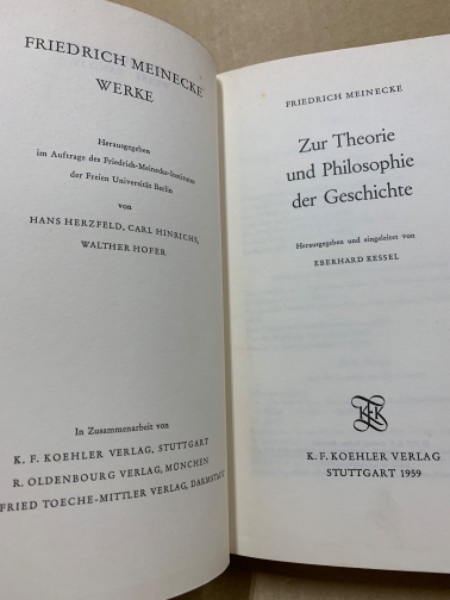 FRIEDRICH MEINECKE
WERKE
Herausgegeben
im Auftrage des Friedrich-Meinecke-Institutes
der Freien Universität Berlin
von
HANS HERZFELD, CARL HINRICHS,
WALTHER HOFER
In Zusammenarbeit von
K. F. KOEHLER VERLAG, STUTTGART
R. OLDENBOURG VERLAG, MÜNCHEN
FRIED TOECHE-MITTLER VERLAG, DARMSTADT
FRIEDRICH MEINECKE
Zur Theorie
und Philosophie
der Geschichte
Herausgegeben und eingeleitet von
EBERHARD KESSEL
K. F. KOEHLER VERLAG
STUTTGART 1959